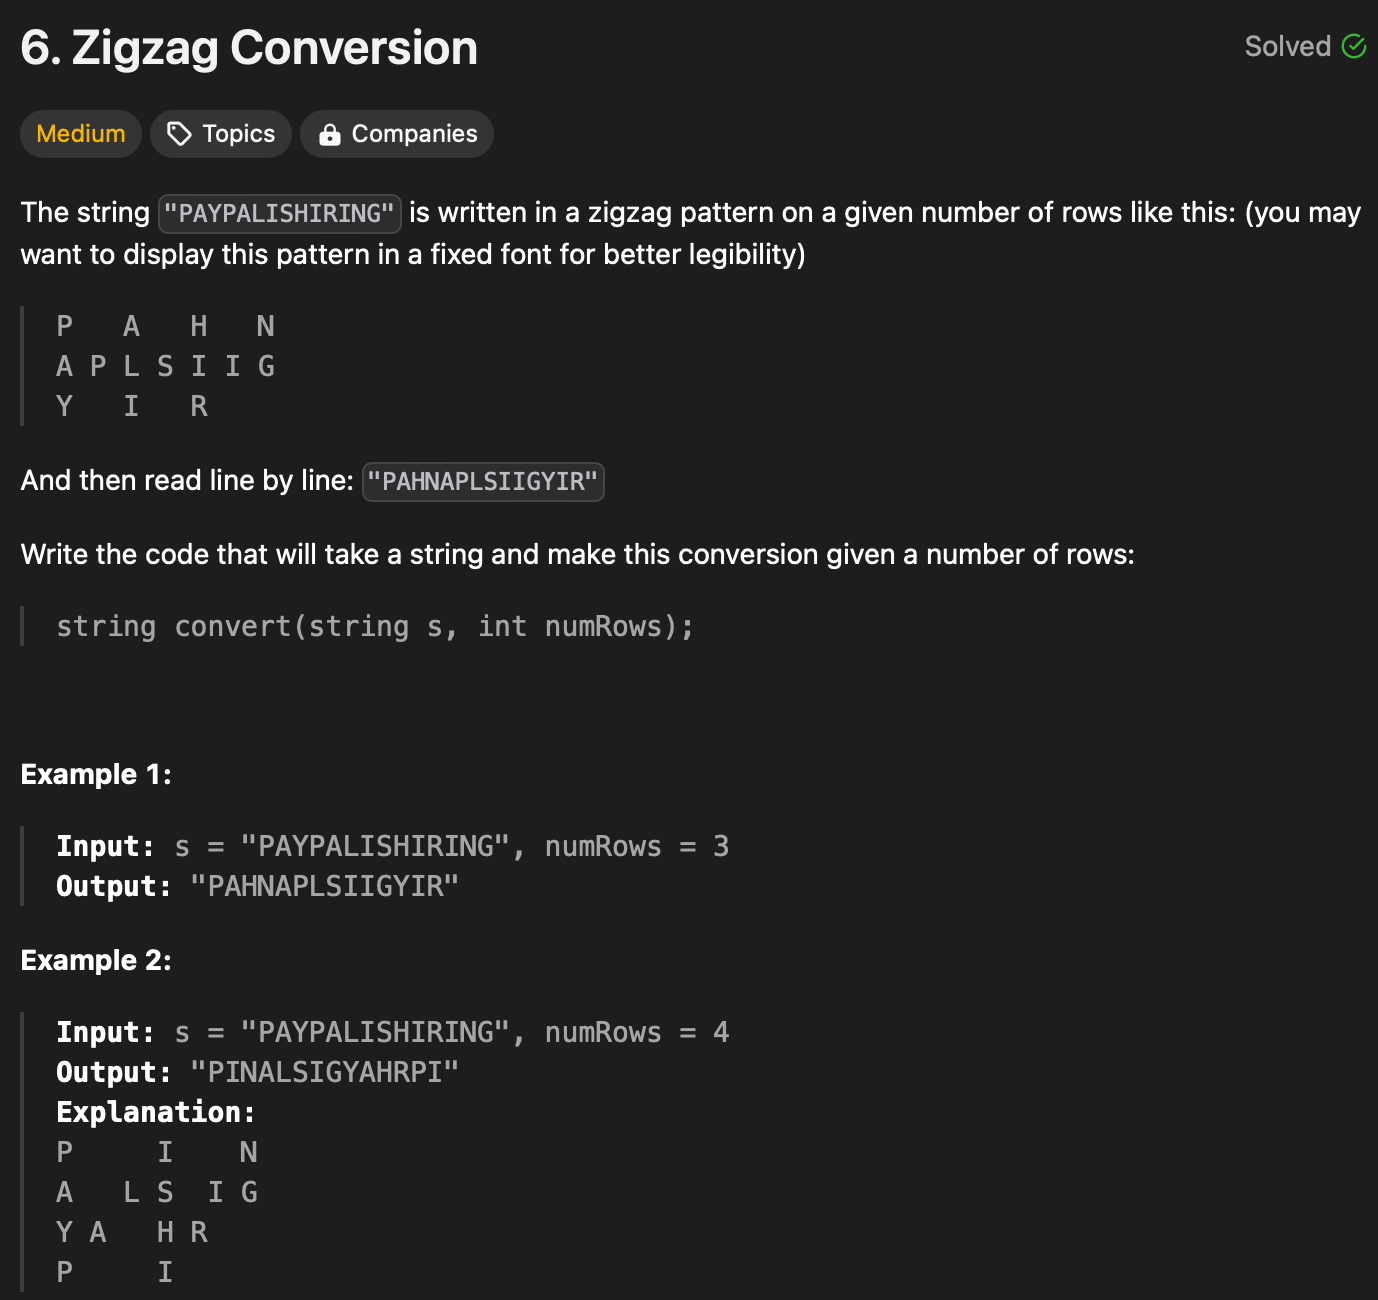 6. Zigzag Conversion
Solved
Medium Topics Companies
The string "PAYPALISHIRING" is written in a zigzag pattern on a given number of rows like this: (you may
want to display this pattern in a fixed font for better legibility)
P   A   H   N
A P L S I I G
Y   I   R
And then read line by line: "PAHNAPLSIIGYIR"
Write the code that will take a string and make this conversion given a number of rows:
string convert(string s, int numRows);
Example 1:
Input: s = "PAYPALISHIRING", numRows = 3
Output: "PAHNAPLSIIGYIR"
Example 2:
Input: s = "PAYPALISHIRING", numRows = 4
Output: "PINALSIGYAHRPI"
Explanation:
P     I    N
A   L S  I G
Y A   H R
P     I